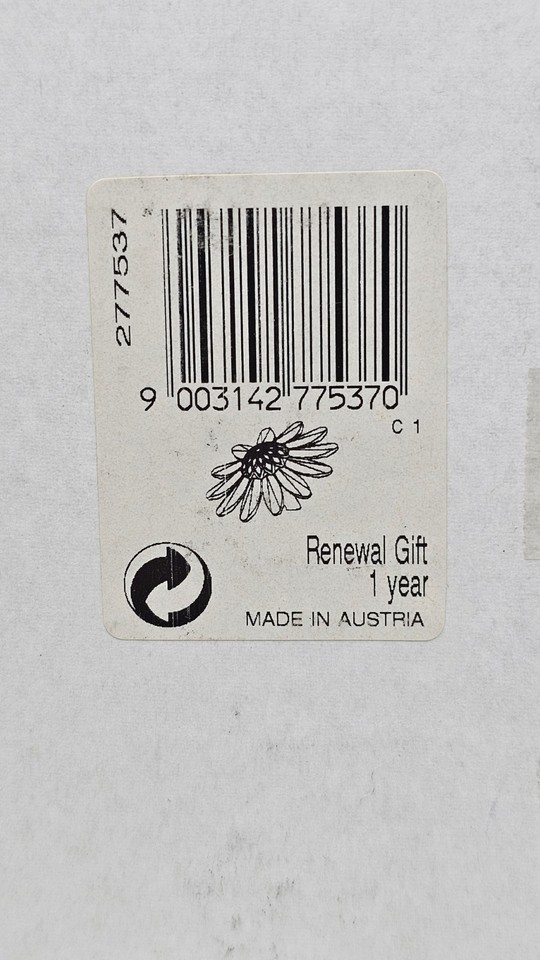 277537
9 003142 775370
C 1
Renewal Gift
1 year
MADE IN AUSTRIA